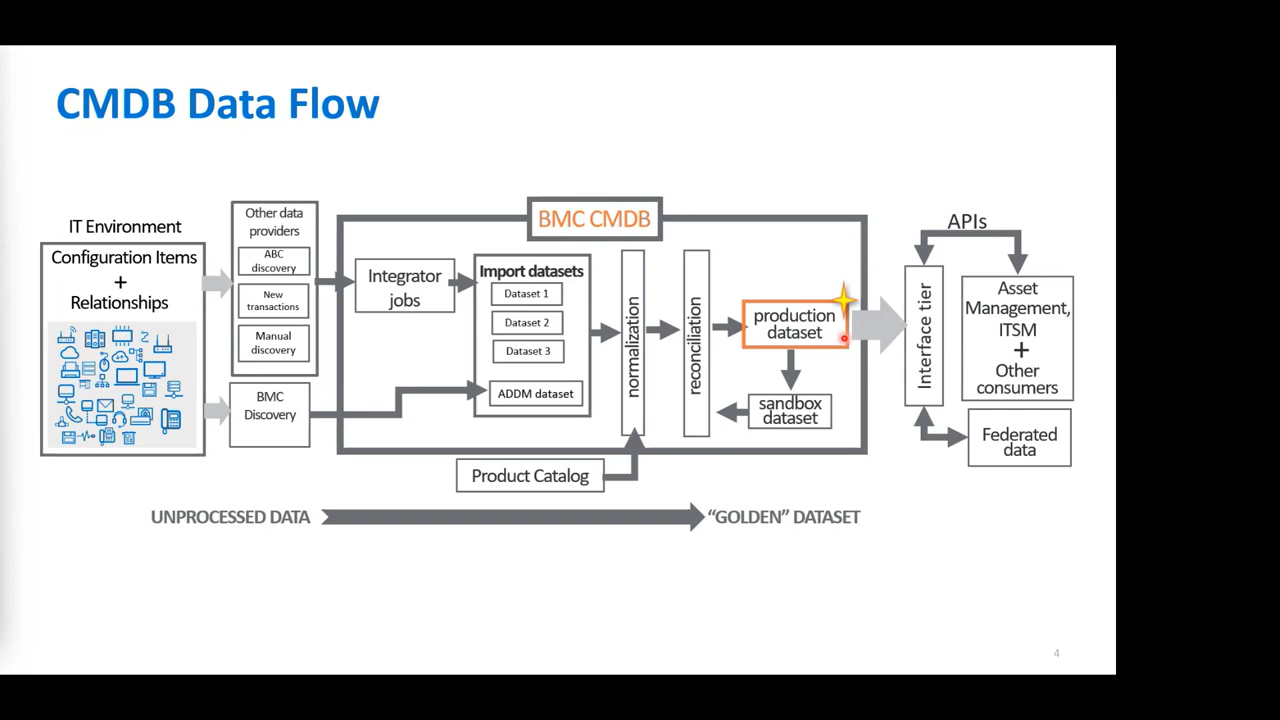 CMDB Data Flow
IT Environment
Configuration Items
+
Relationships
Other data
providers
ABC
discovery
New
transactions
Manual
discovery
BMC
Discovery
BMC CMDB
Integrator
jobs
Import datasets
Dataset 1
Dataset 2
Dataset 3
ADDM dataset
normalization
reconciliation
production
dataset
sandbox
dataset
Product Catalog
APIs
Interface tier
Asset
Management,
ITSM
+
Other
consumers
Federated
data
UNPROCESSED DATA
“GOLDEN” DATASET
4